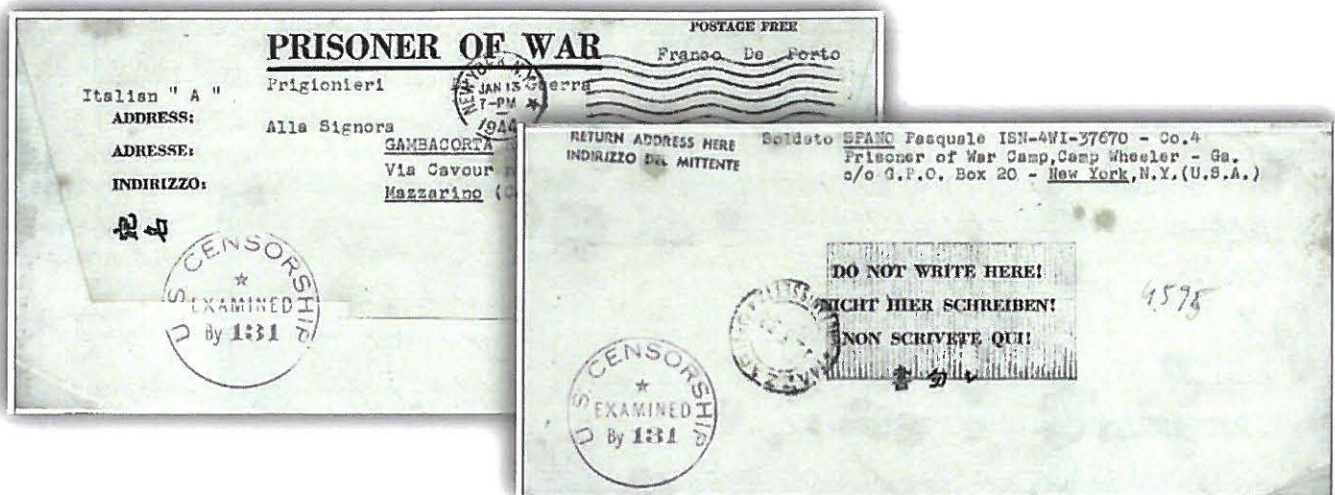 POSTAGE FREE
PRISONER OF WAR
Franco De Porto
Prigionieri Guerra
Italian " A "
ADDRESS:
Alla Signora
ADRESSE:
GAMBACORTA
INDIRIZZO:
Via Cavour
Mazzarino
NEW YORK, N.Y.
JAN 13
7-PM
1944
U S CENSORSHIP
EXAMINED
By 131
RETURN ADDRESS HERE
INDIRIZZO DEL MITTENTE
Soldato SPANO Pasquale ISN-4WI-37670 - Co.4
Prisoner of War Camp,Camp Wheeler - Ga.
c/o G.P.O. Box 20 - New York,N.Y.(U.S.A.)
DO NOT WRITE HERE!
NICHT HIER SCHREIBEN!
NON SCRIVETE QUI!
4595
U S CENSORSHIP
EXAMINED
By 131